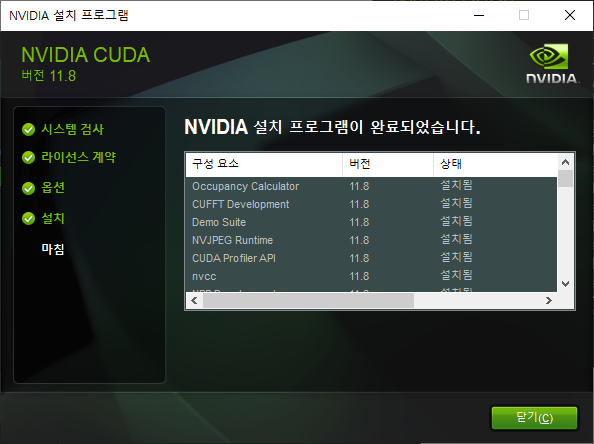 NVIDIA 설치 프로그램
NVIDIA CUDA
버전 11.8
NVIDIA.
시스템 검사
라이선스 계약
옵션
설치
마침
NVIDIA 설치 프로그램이 완료되었습니다.
구성 요소 버전 상태
Occupancy Calculator 11.8 설치됨
CUFFT Development 11.8 설치됨
Demo Suite 11.8 설치됨
NVJPEG Runtime 11.8 설치됨
CUDA Profiler API 11.8 설치됨
nvcc 11.8 설치됨
닫기(C)